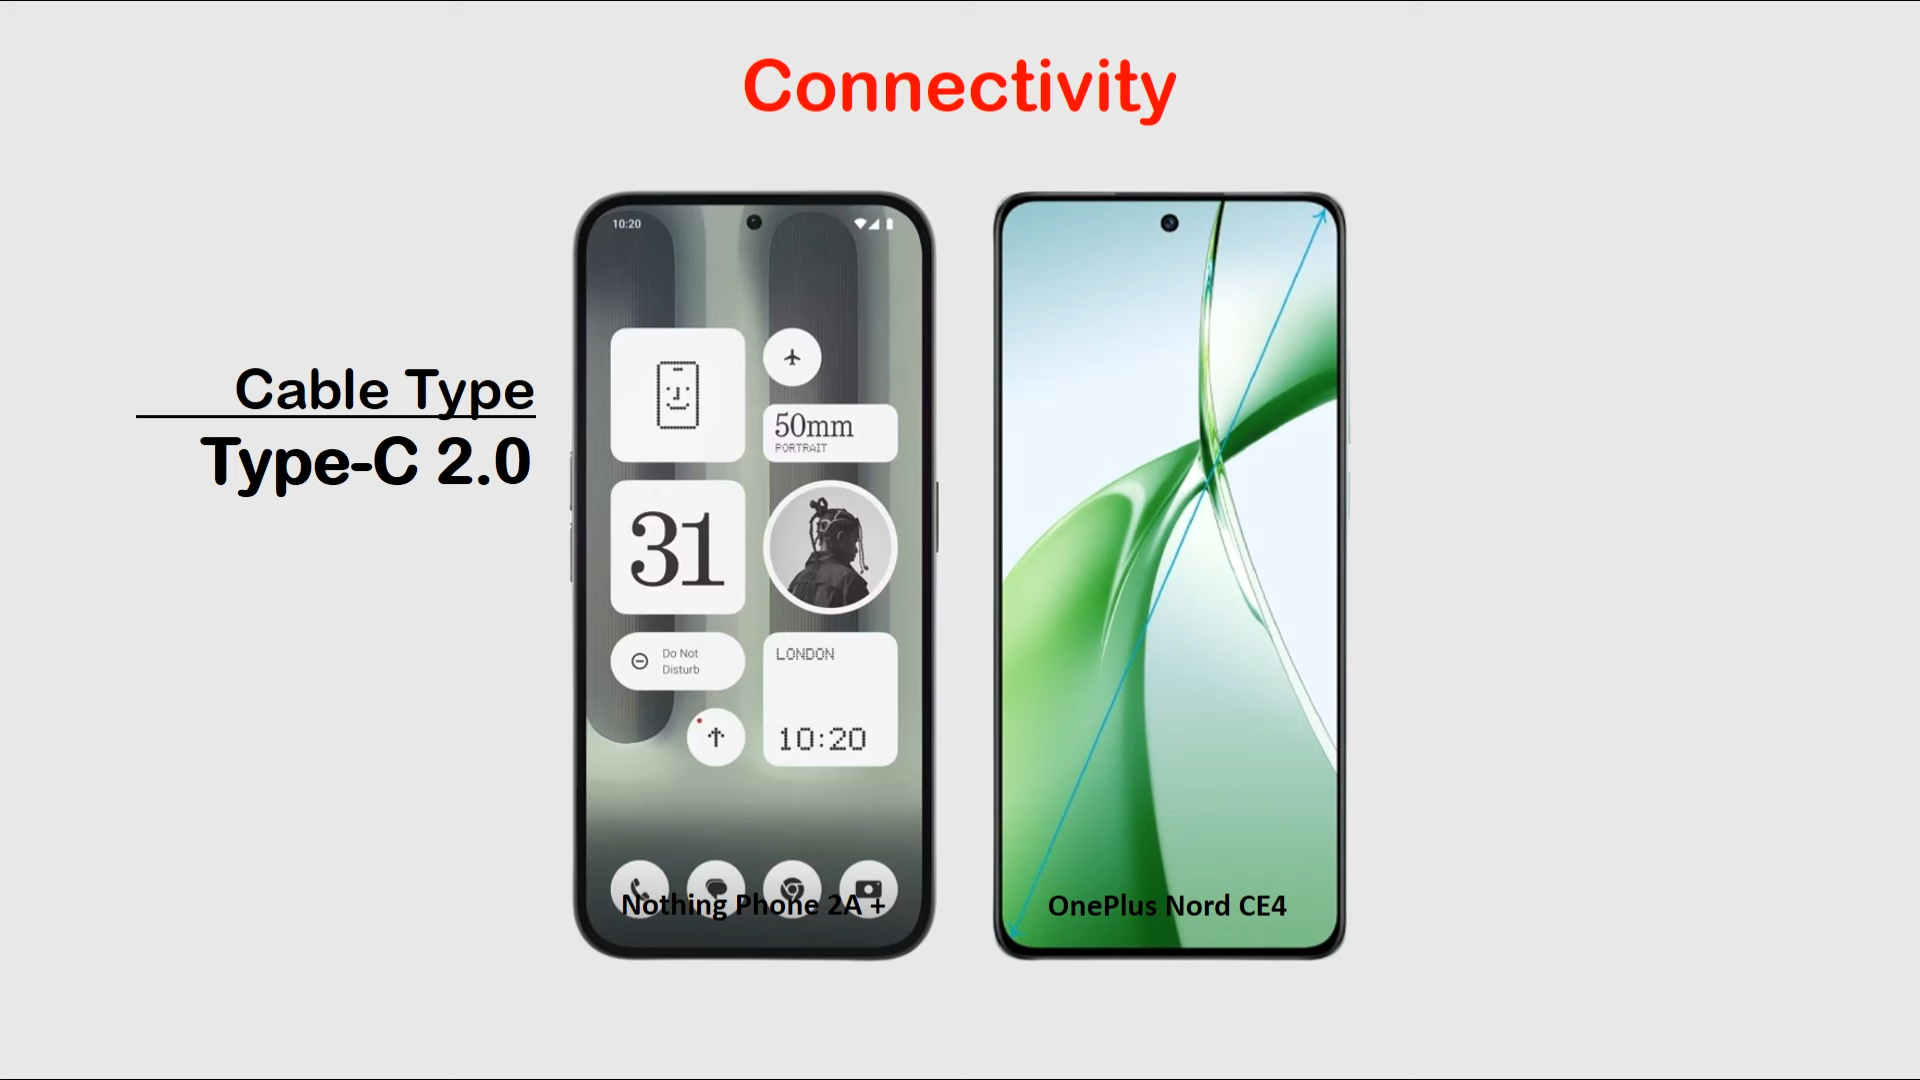 Connectivity
Cable Type
Type-C 2.0
10:20
50mm
PORTRAIT
31
Do Not
Disturb
LONDON
10:20
Nothing Phone 2A +
OnePlus Nord CE4